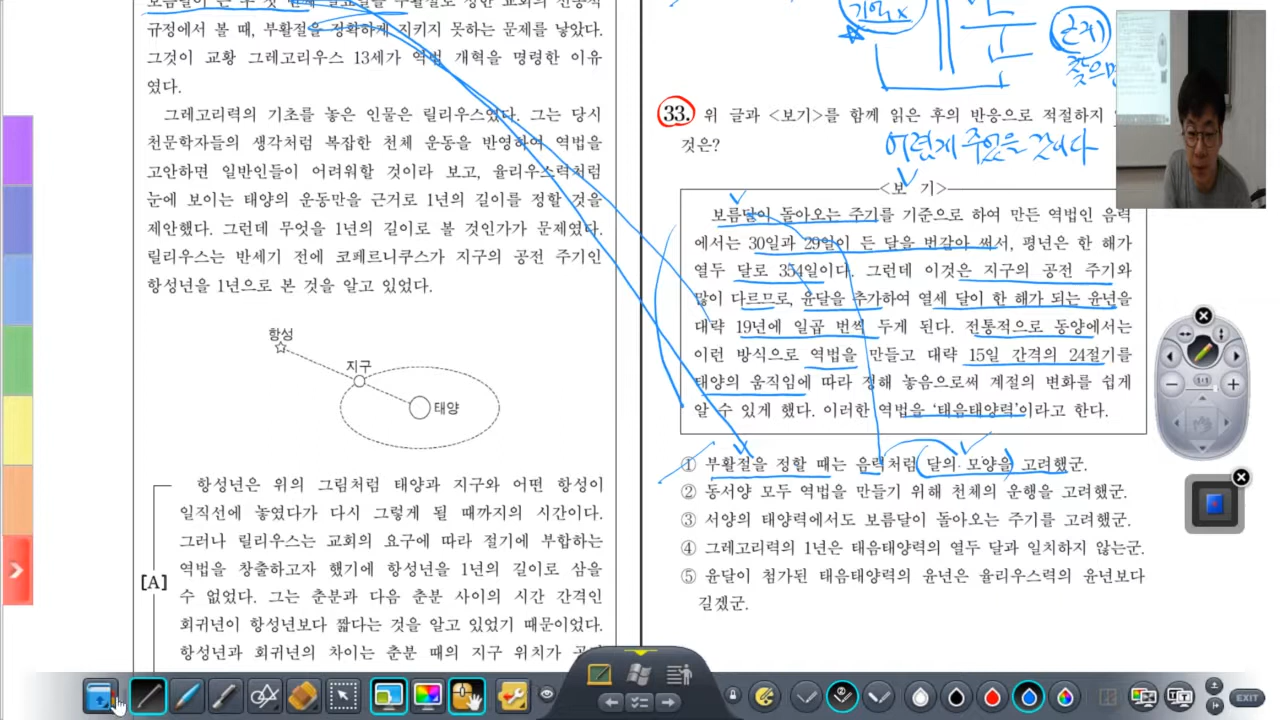 규정에서 볼 때, 부활절을 정확하게 지키지 못하는 문제를 낳았다.
그것이 교황 그레고리우스 13세가 역법 개혁을 명령한 이유
였다.
그레고리력의 기초를 놓은 인물은 릴리우스였다. 그는 당시
천문학자들의 생각처럼 복잡한 천체 운동을 반영하여 역법을
고안하면 일반인들이 어려워할 것이라 보고, 율리우스력처럼
눈에 보이는 태양의 운동만을 근거로 1년의 길이를 정할 것을
제안했다. 그런데 무엇을 1년의 길이로 볼 것인가가 문제였다.
릴리우스는 반세기 전에 코페르니쿠스가 지구의 공전 주기인
항성년을 1년으로 본 것을 알고 있었다.
항성
지구
태양
항성년은 위의 그림처럼 태양과 지구와 어떤 항성이
일직선에 놓였다가 다시 그렇게 될 때까지의 시간이다.
그러나 릴리우스는 교회의 요구에 따라 절기에 부합하는
역법을 창출하고자 했기에 항성년을 1년의 길이로 삼을
[A] 수 없었다. 그는 춘분과 다음 춘분 사이의 시간 간격인
회귀년이 항성년보다 짧다는 것을 알고 있었기 때문이었다.
항성년과 회귀년의 차이는 춘분 때의 지구 위치가
기억x
근거
찾으면
33. 위 글과 <보기>를 함께 읽은 후의 반응으로 적절하지
것은?
어렵게 주었을 것이다
<보 기>
보름달이 돌아오는 주기를 기준으로 하여 만든 역법인 음력
에서는 30일과 29일이 든 달을 번갈아 써서, 평년은 한 해가
열두 달로 354일이다. 그런데 이것은 지구의 공전 주기와
많이 다르므로, 윤달을 추가하여 열세 달이 한 해가 되는 윤년을
대략 19년에 일곱 번씩 두게 된다. 전통적으로 동양에서는
이런 방식으로 역법을 만들고 대략 15일 간격의 24절기를
태양의 움직임에 따라 정해 놓음으로써 계절의 변화를 쉽게
알 수 있게 했다. 이러한 역법을 ‘태음태양력’이라고 한다.
① 부활절을 정할 때는 음력처럼 달의 모양을 고려했군.
② 동서양 모두 역법을 만들기 위해 천체의 운행을 고려했군.
③ 서양의 태양력에서도 보름달이 돌아오는 주기를 고려했군.
④ 그레고리력의 1년은 태음태양력의 열두 달과 일치하지 않는군.
⑤ 윤달이 첨가된 태음태양력의 윤년은 율리우스력의 윤년보다
길겠군.
1:1
EXIT